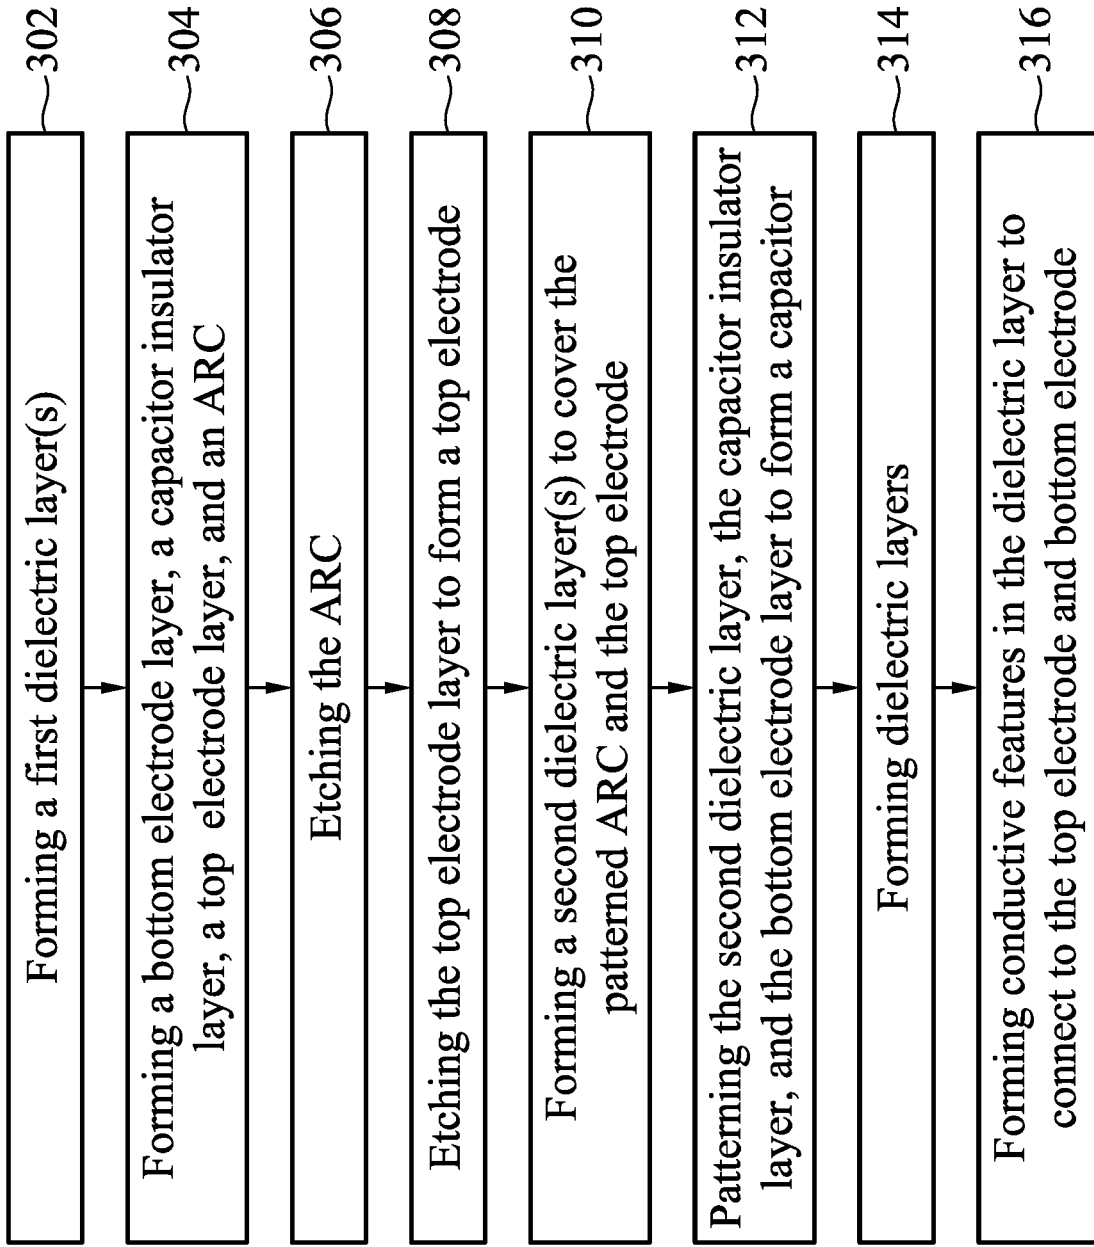 Forming a first dielectric layer(s)
302
Forming a bottom electrode layer, a capacitor insulator
layer, a top electrode layer, and an ARC
304
Etching the ARC
306
Etching the top electrode layer to form a top electrode
308
Forming a second dielectric layer(s) to cover the
patterned ARC and the top electrode
310
Patterning the second dielectric layer, the capacitor insulator
layer, and the bottom electrode layer to form a capacitor
312
Forming dielectric layers
314
Forming conductive features in the dielectric layer to
connect to the top electrode and bottom electrode
316